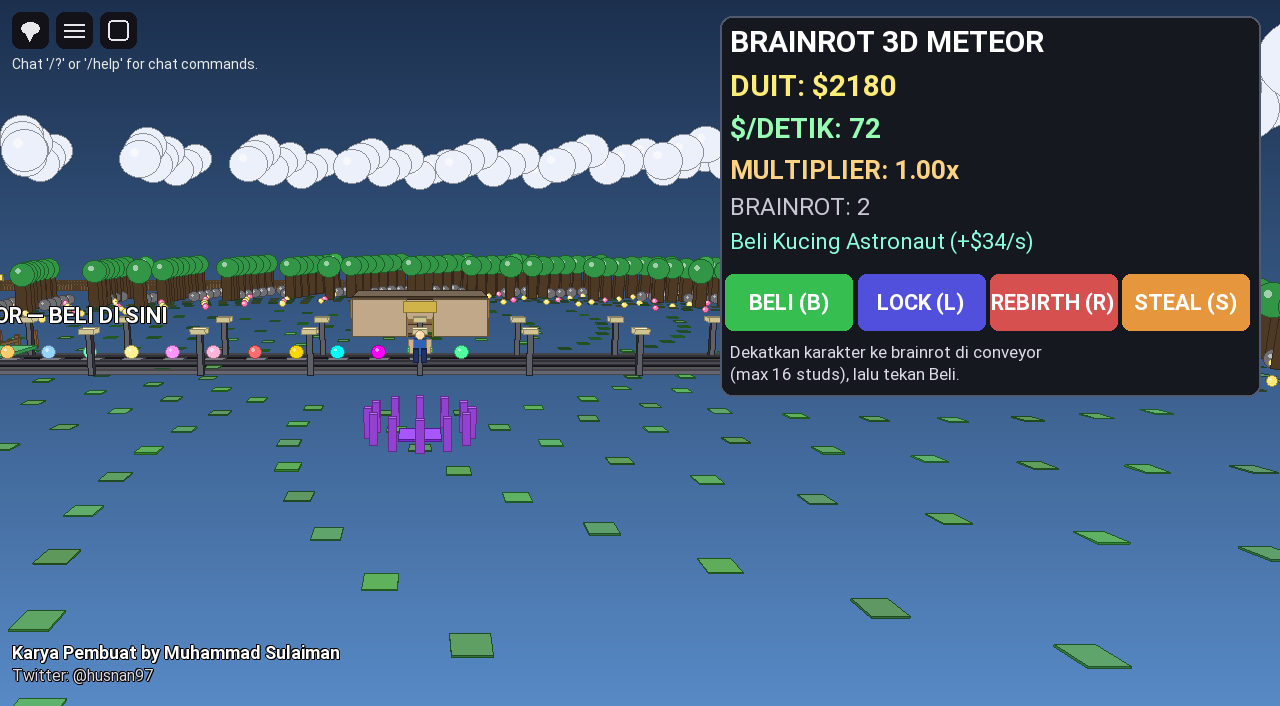 Chat '/?' or '/help' for chat commands.
BRAINROT 3D METEOR
DUIT: $2180
$/DETIK: 72
MULTIPLIER: 1.00x
BRAINROT: 2
Beli Kucing Astronaut (+$34/s)
BELI (B)
LOCK (L)
REBIRTH (R)
STEAL (S)
Dekatkan karakter ke brainrot di conveyor
(max 16 studs), lalu tekan Beli.
OR — BELI DI SINI
Karya Pembuat by Muhammad Sulaiman
Twitter: @husnan97